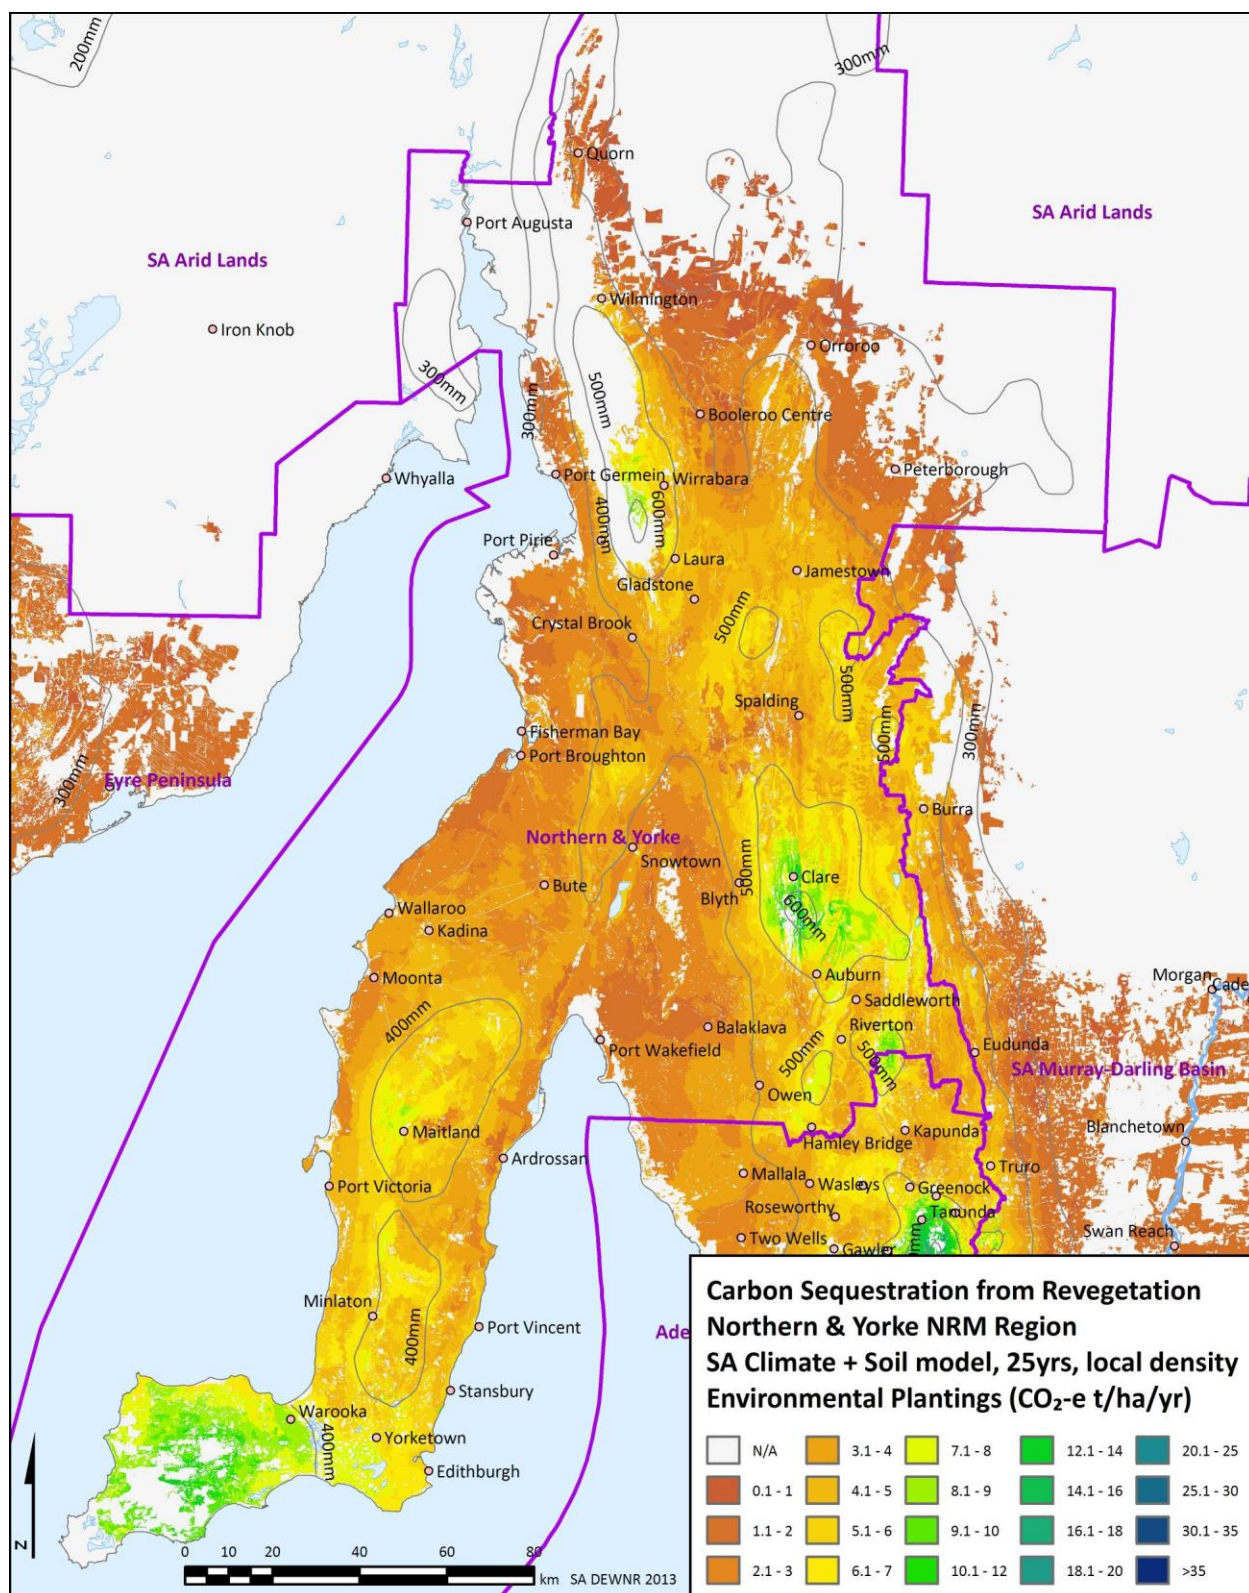 200mm
300mm
Quorn
SA Arid Lands
Port Augusta
SA Arid Lands
Wilmington
Iron Knob
Orroroo
300mm
500mm
300mm
Booleroo Centre
Whyalla
Port Germein
Wirrabara
Peterborough
400mm
600mm
Port Pirie
Laura
Jamestown
Gladstone
500mm
Crystal Brook
500mm
Spalding
300mm
Fisherman Bay
500mm
Port Broughton
300mm
Eyre Peninsula
Burra
Northern & Yorke
Snowtown
500mm
Clare
Bute
Blyth
600mm
Wallaroo
Kadina
Moonta
Auburn
Morgan
Cade
Saddleworth
400mm
Balaklava
Riverton
Port Wakefield
500mm
500mm
Eudunda
SA Murray-Darling Basin
Owen
Maitland
Hamley Bridge
Kapunda
Blanchetown
Ardrossan
Truro
Mallala
Port Victoria
Wasleys
Greenock
Roseworthy
Tanunda
Two Wells
Swan Reach
Gawler
0mm
Minlaton
Port Vincent
Ade
400mm
Stansbury
Warooka
400mm
Yorketown
Edithburgh
Carbon Sequestration from Revegetation
Northern & Yorke NRM Region
SA Climate + Soil model, 25yrs, local density
Environmental Plantings (CO₂-e t/ha/yr)
N/A
0.1 - 1
1.1 - 2
2.1 - 3
3.1 - 4
4.1 - 5
5.1 - 6
6.1 - 7
7.1 - 8
8.1 - 9
9.1 - 10
10.1 - 12
12.1 - 14
14.1 - 16
16.1 - 18
18.1 - 20
20.1 - 25
25.1 - 30
30.1 - 35
>35
N
0 10 20 40 60 80
km SA DEWNR 2013